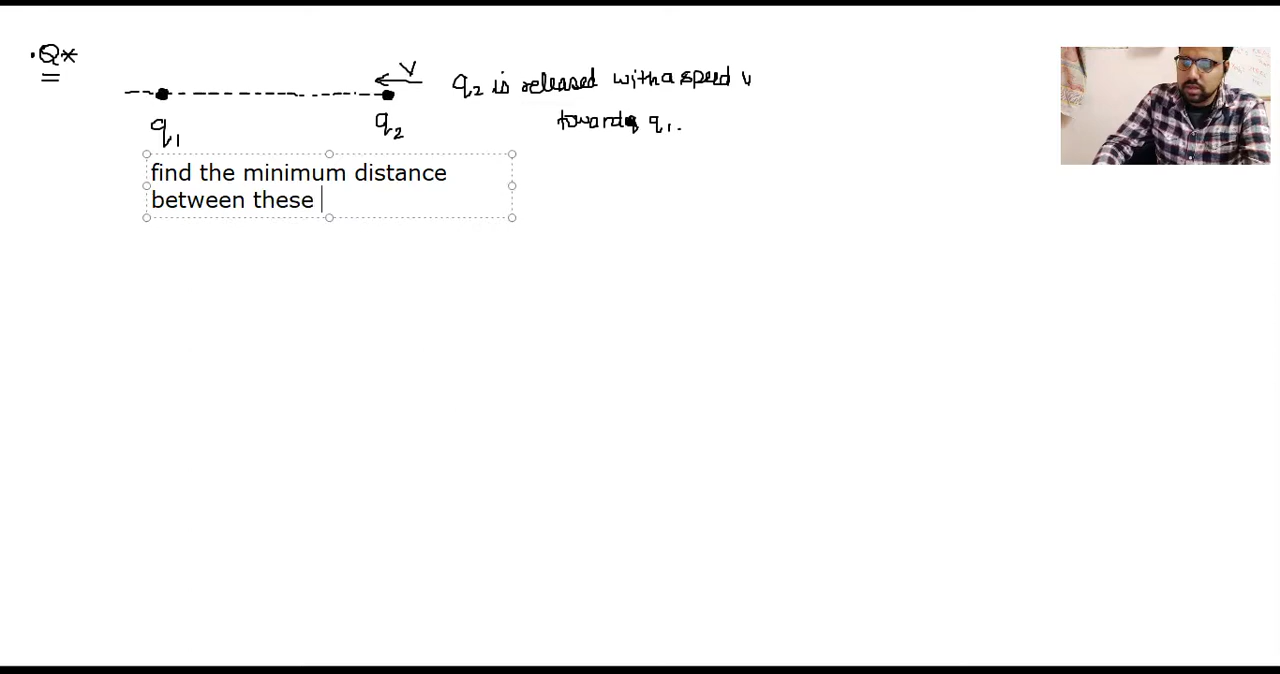 .Q*
V
q₂ is released with a speed v
towards q₁.
q₁
q₂
find the minimum distance
between these